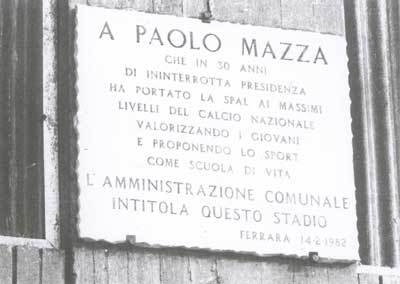 A PAOLO MAZZA
CHE IN 30 ANNI
DI ININTERROTTA PRESIDENZA
HA PORTATO LA SPAL AI MASSIMI
LIVELLI DEL CALCIO NAZIONALE
VALORIZZANDO I GIOVANI
E PROPONENDO LO SPORT
COME SCUOLA DI VITA
L'AMMINISTRAZIONE COMUNALE
INTITOLA QUESTO STADIO
FERRARA 14-2-1982